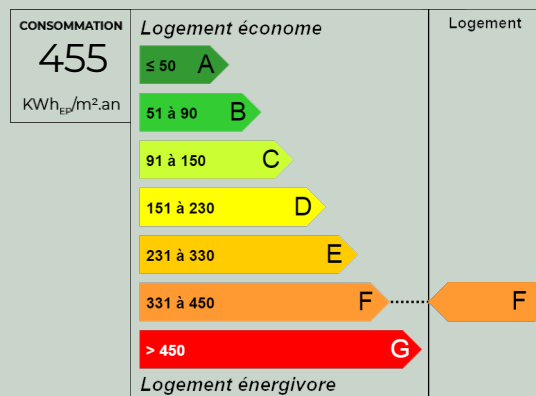 CONSOMMATION
455
KWhEP/m².an
Logement économe
Logement
≤ 50 A
51 à 90 B
91 à 150 C
151 à 230 D
231 à 330 E
331 à 450 F
F
> 450 G
Logement énergivore